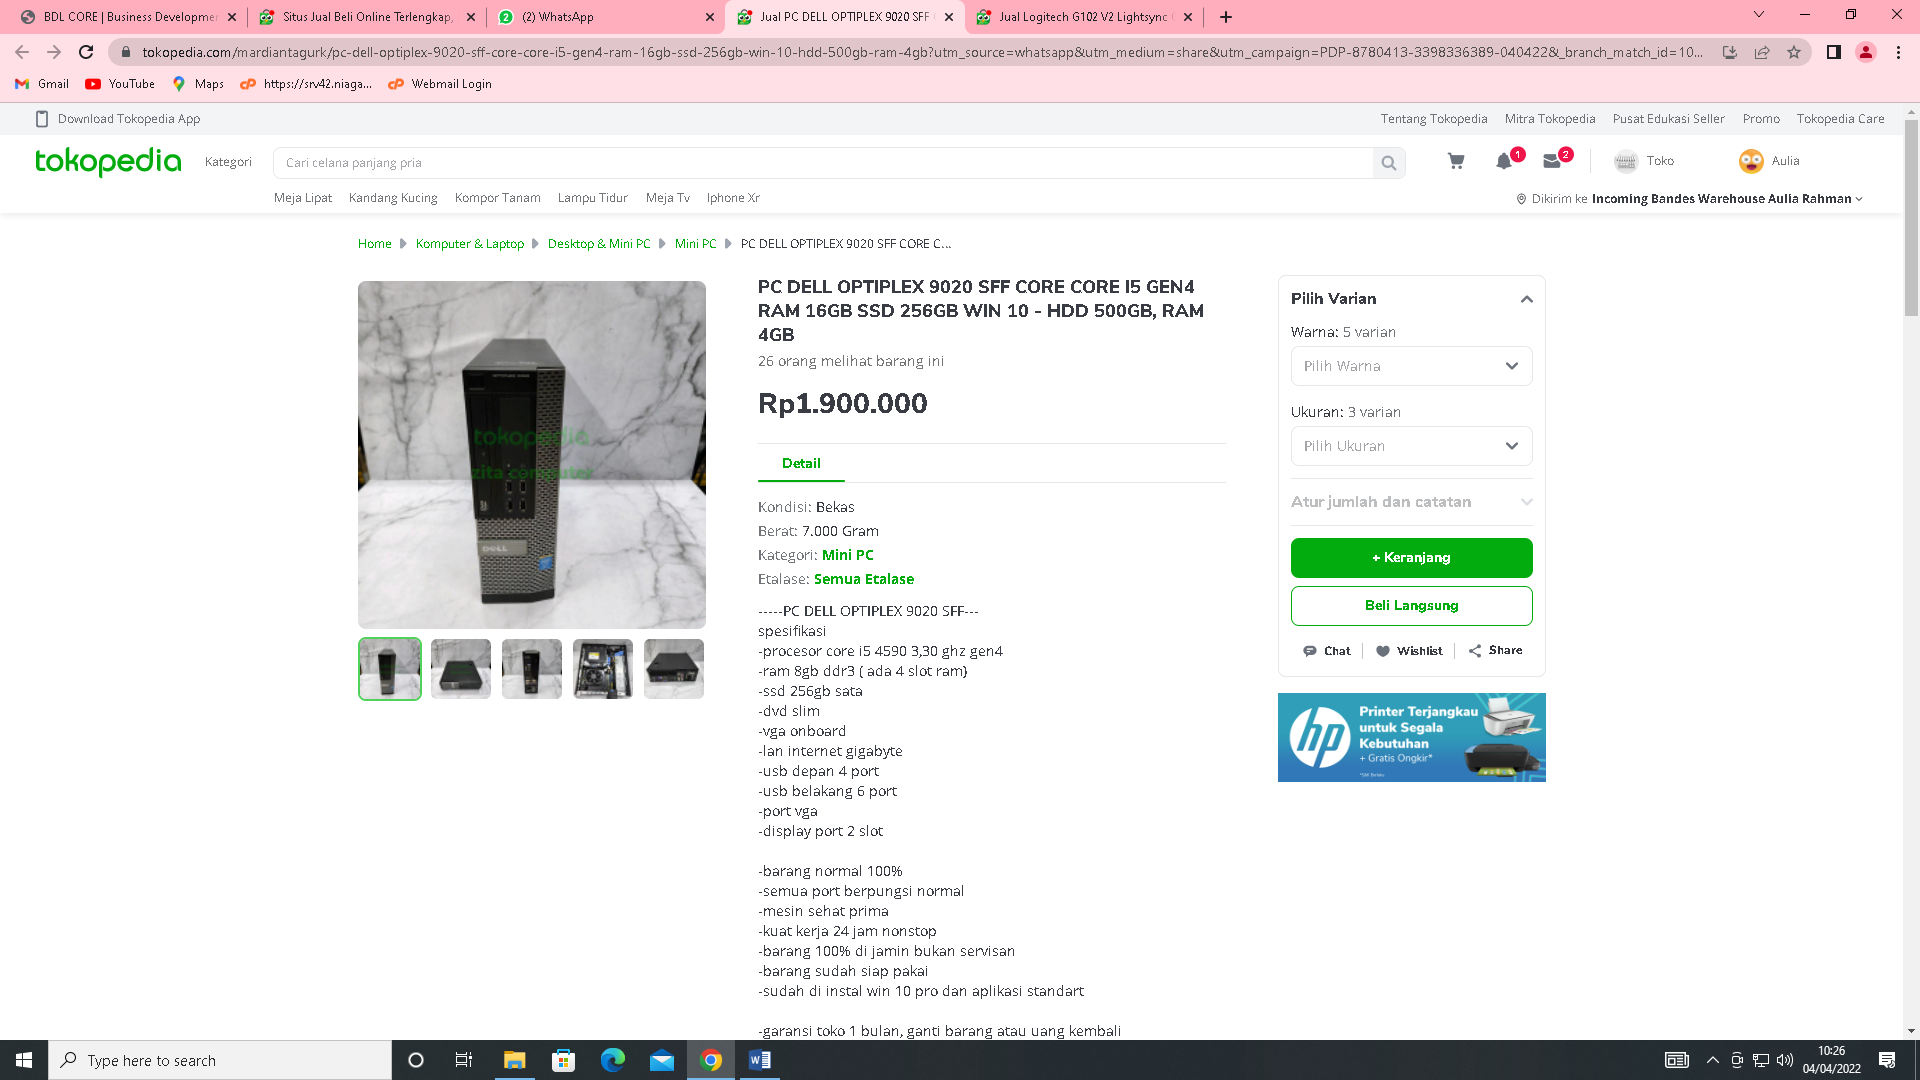 BDL CORE | Business Developmer
Situs Jual Beli Online Terlengkap,
(2) WhatsApp
Jual PC DELL OPTIPLEX 9020 SFF
Jual Logitech G102 V2 Lightsync
tokopedia.com/mardiantagurk/pc-dell-optiplex-9020-sff-core-core-i5-gen4-ram-16gb-ssd-256gb-win-10-hdd-500gb-ram-4gb?utm_source=whatsapp&utm_medium=share&utm_campaign=PDP-8780413-3398336389-040422&_branch_match_id=10...
Gmail
YouTube
Maps
https://srv42.niaga...
Webmail Login
Download Tokopedia App
Tentang Tokopedia
Mitra Tokopedia
Pusat Edukasi Seller
Promo
Tokopedia Care
tokopedia
Kategori
Cari celana panjang pria
1
2
Toko
Aulia
Meja Lipat
Kandang Kucing
Kompor Tanam
Lampu Tidur
Meja Tv
Iphone Xr
Dikirim ke Incoming Bandes Warehouse Aulia Rahman
Home
Komputer & Laptop
Desktop & Mini PC
Mini PC
PC DELL OPTIPLEX 9020 SFF CORE C...
tokopedia
zita computer
DELL
PC DELL OPTIPLEX 9020 SFF CORE CORE I5 GEN4
RAM 16GB SSD 256GB WIN 10 - HDD 500GB, RAM
4GB
26 orang melihat barang ini
Rp1.900.000
Detail
Kondisi: Bekas
Berat: 7.000 Gram
Kategori: Mini PC
Etalase: Semua Etalase
-----PC DELL OPTIPLEX 9020 SFF---
spesifikasi
-procesor core i5 4590 3,30 ghz gen4
-ram 8gb ddr3 ( ada 4 slot ram)
-ssd 256gb sata
-dvd slim
-vga onboard
-lan internet gigabyte
-usb depan 4 port
-usb belakang 6 port
-port vga
-display port 2 slot
-barang normal 100%
-semua port berpungsi normal
-mesin sehat prima
-kuat kerja 24 jam nonstop
-barang 100% di jamin bukan servisan
-barang sudah siap pakai
-sudah di instal win 10 pro dan aplikasi standart
-garansi toko 1 bulan, ganti barang atau uang kembali
Pilih Varian
Warna: 5 varian
Pilih Warna
Ukuran: 3 varian
Pilih Ukuran
Atur jumlah dan catatan
+ Keranjang
Beli Langsung
Chat
Wishlist
Share
hp
Printer Terjangkau
untuk Segala
Kebutuhan
+ Gratis Ongkir*
Type here to search
10:26
04/04/2022